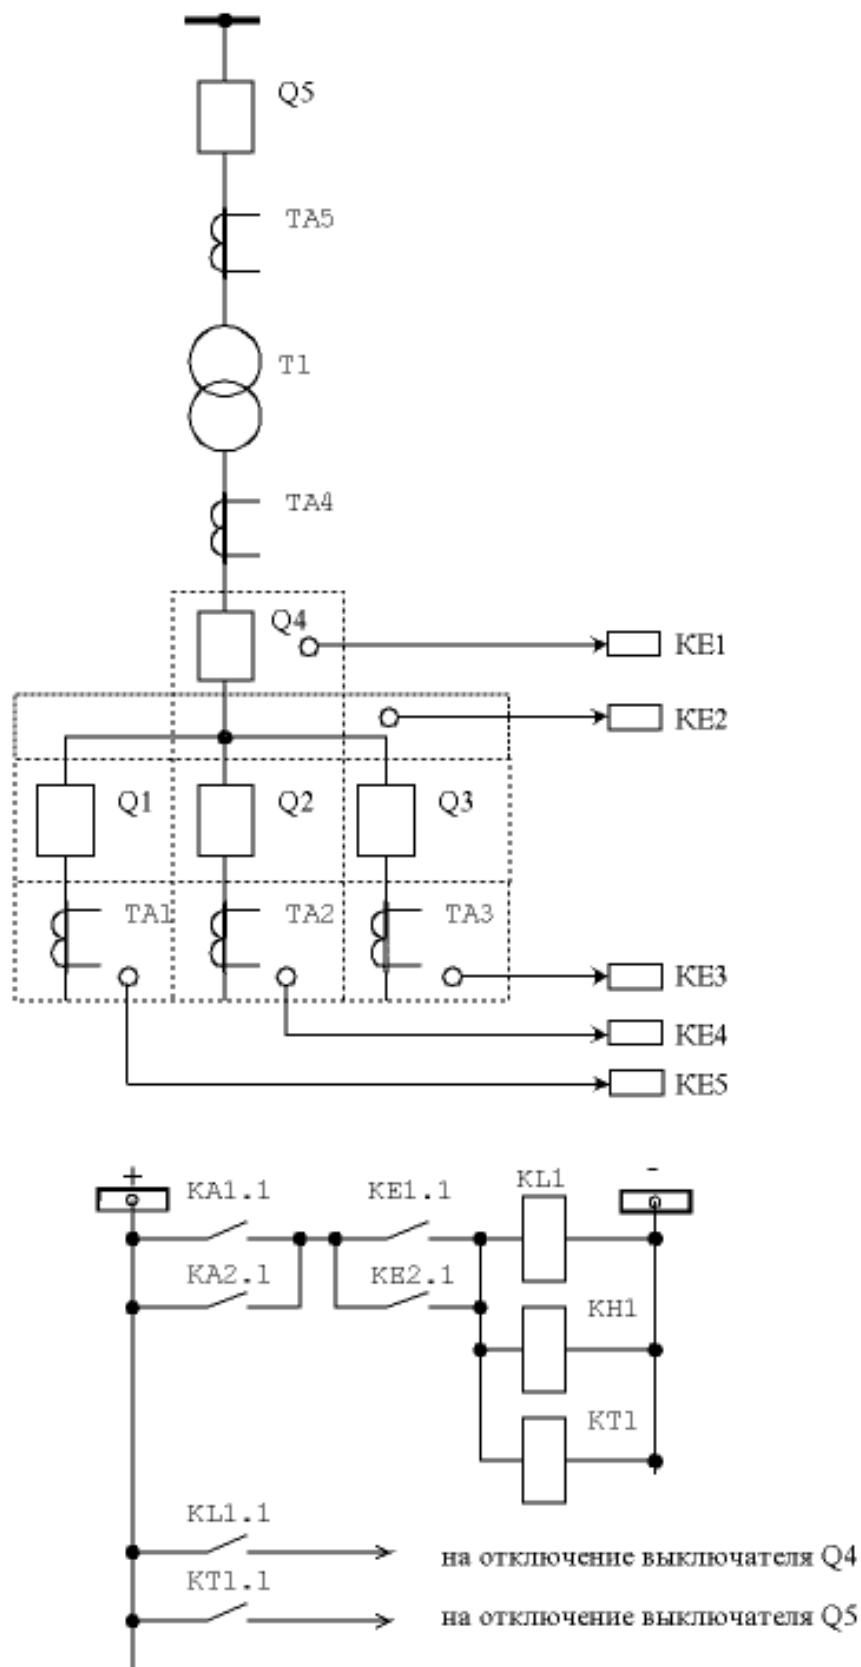 Q5
TA5
T1
TA4
Q4
KE1
KE2
Q1 Q2 Q3
TA1 TA2 TA3
KE3
KE4
KE5
+ -
KA1.1 KE1.1 KL1
KA2.1 KE2.1
KH1
KT1
KL1.1
на отключение выключателя Q4
KT1.1
на отключение выключателя Q5